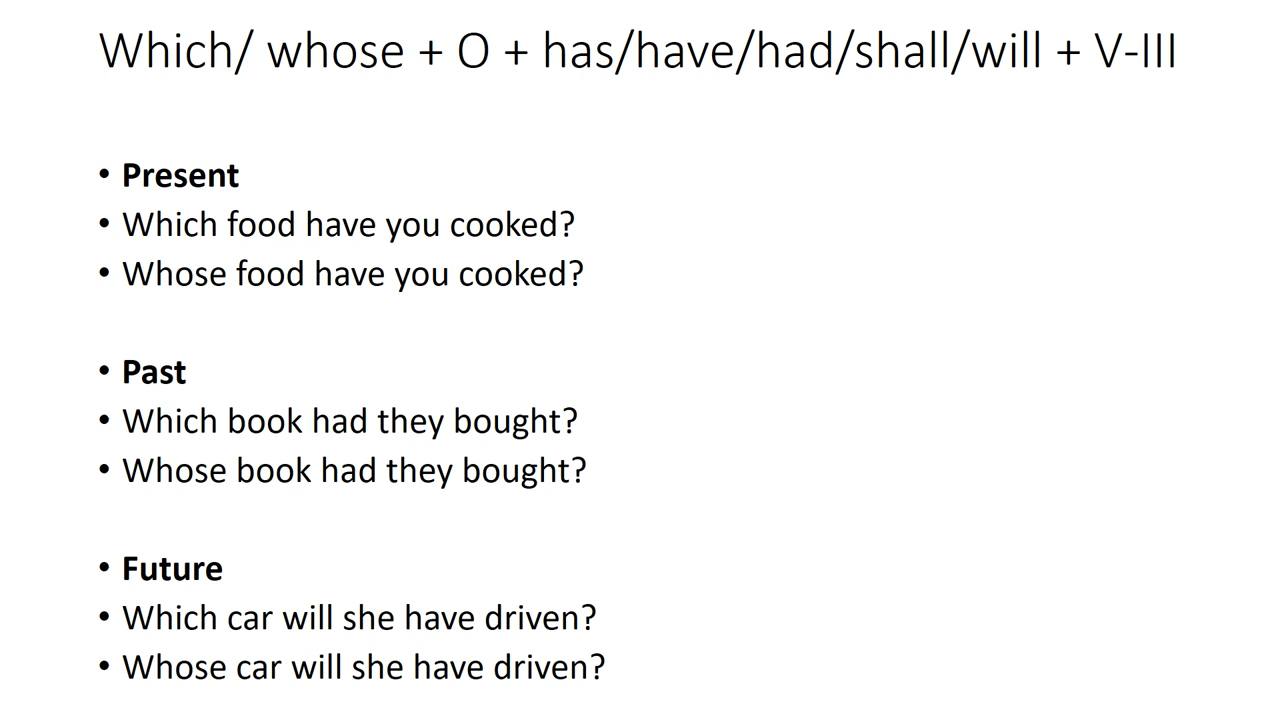 Which/ whose + O + has/have/had/shall/will + V-III
• Present
• Which food have you cooked?
• Whose food have you cooked?
• Past
• Which book had they bought?
• Whose book had they bought?
• Future
• Which car will she have driven?
• Whose car will she have driven?